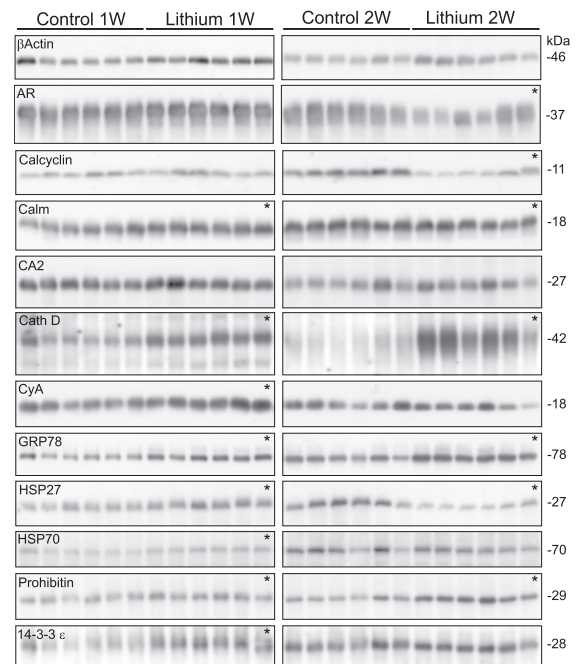 Control 1W Lithium 1W Control 2W Lithium 2W
kDa
βActin -46
AR * -37
Calcyclin * -11
Calm * * -18
CA2 -27
Cath D * * -42
CyA * -18
GRP78 * * -78
HSP27 * * -27
HSP70 * -70
Prohibitin * * -29
14-3-3 ε * -28